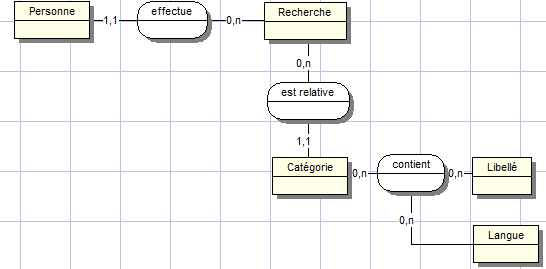 Personne 1,1 effectue 0,n Recherche
0,n
est relative
1,1
Catégorie 0,n contient 0,n Libellé
0,n
Langue